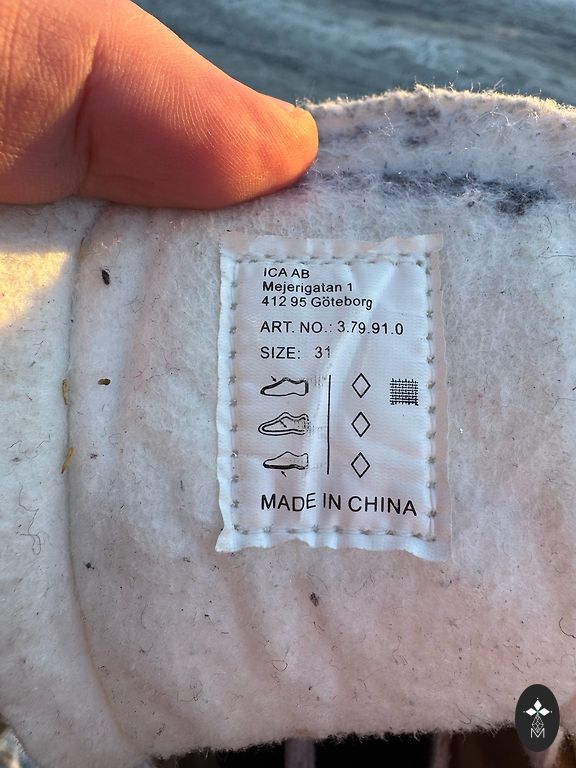 ICA AB
Mejerigatan 1
412 95 Göteborg
ART. NO.: 3.79.91.0
SIZE: 31
MADE IN CHINA
M